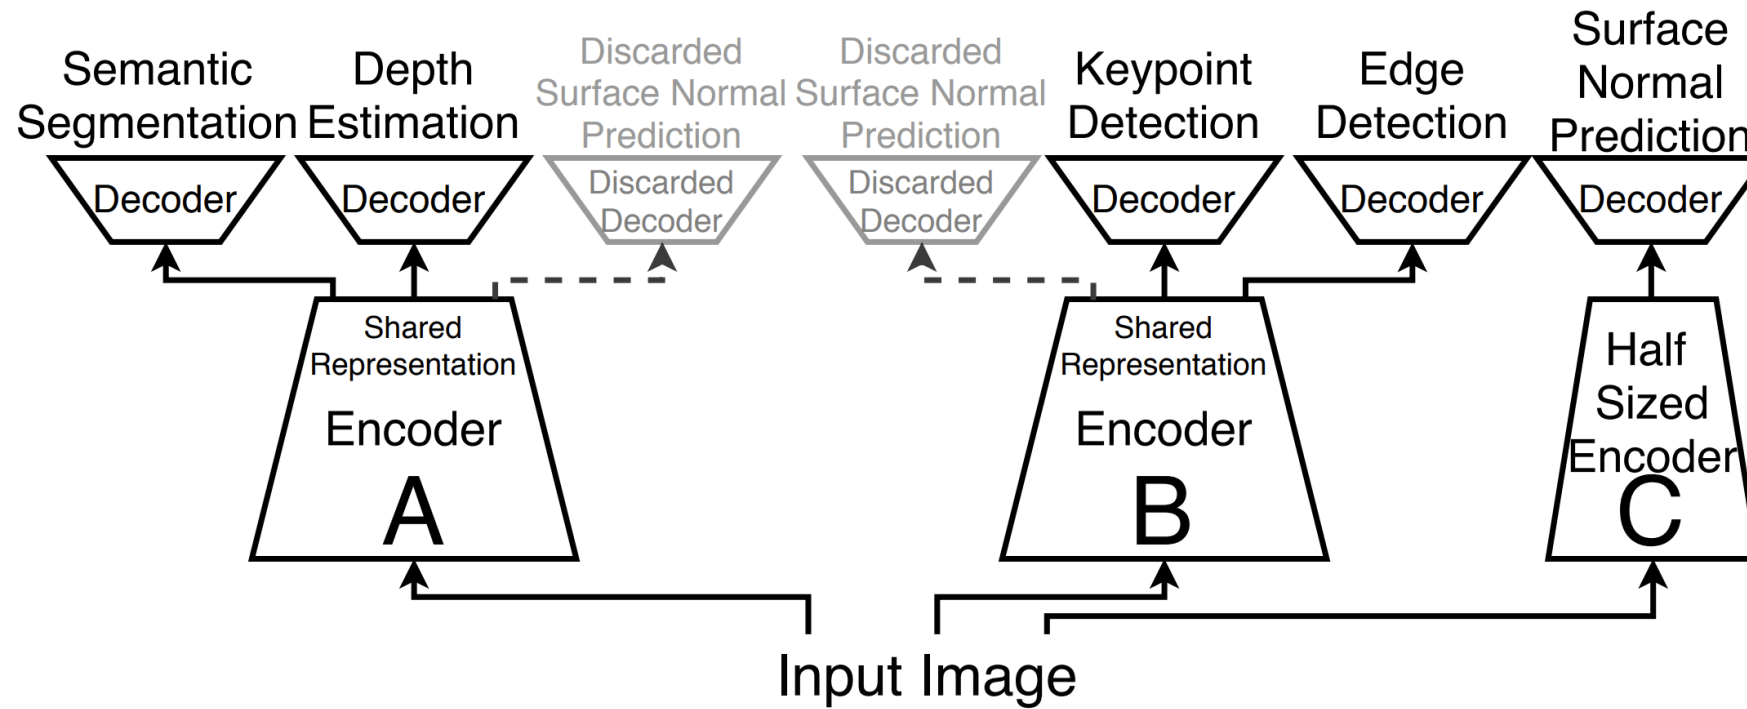 Semantic
Segmentation
Depth
Estimation
Discarded
Surface Normal
Prediction
Discarded
Surface Normal
Prediction
Keypoint
Detection
Edge
Detection
Surface
Normal
Prediction
Decoder
Decoder
Discarded
Decoder
Discarded
Decoder
Decoder
Decoder
Decoder
Shared
Representation
Encoder
A
Shared
Representation
Encoder
B
Half
Sized
Encoder
C
Input Image